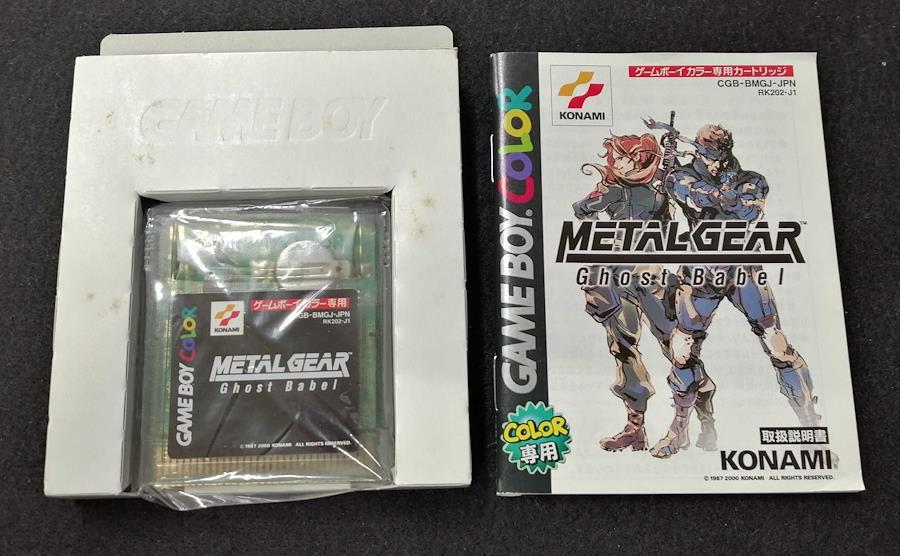 GAME BOY
ゲームボーイカラー専用
CGB-BMGJ-JPN
RK202-J1
KONAMI
METAL GEAR
Ghost Babel
GAME BOY COLOR
© 1987 2000 KONAMI ALL RIGHTS RESERVED.
ゲームボーイカラー専用カートリッジ
CGB-BMGJ-JPN
RK202-J1
KONAMI
GAME BOY COLOR
METAL GEAR™
Ghost Babel
COLOR
専用
取扱説明書
KONAMI
© 1987 2000 KONAMI ALL RIGHTS RESERVED.